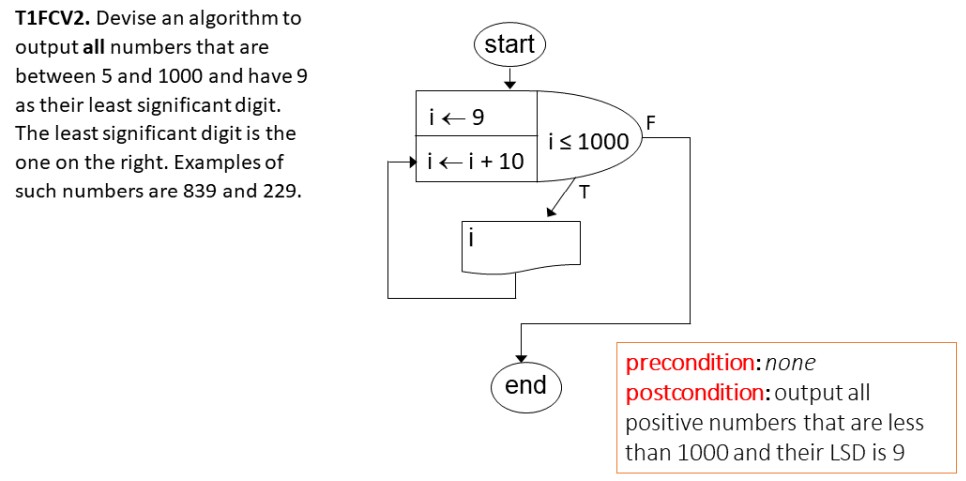 T1FCV2. Devise an algorithm to
output all numbers that are
between 5 and 1000 and have 9
as their least significant digit.
The least significant digit is the
one on the right. Examples of
such numbers are 839 and 229.
start
i ← 9
i ≤ 1000
F
i ← i + 10
T
i
end
precondition: none
postcondition: output all
positive numbers that are less
than 1000 and their LSD is 9